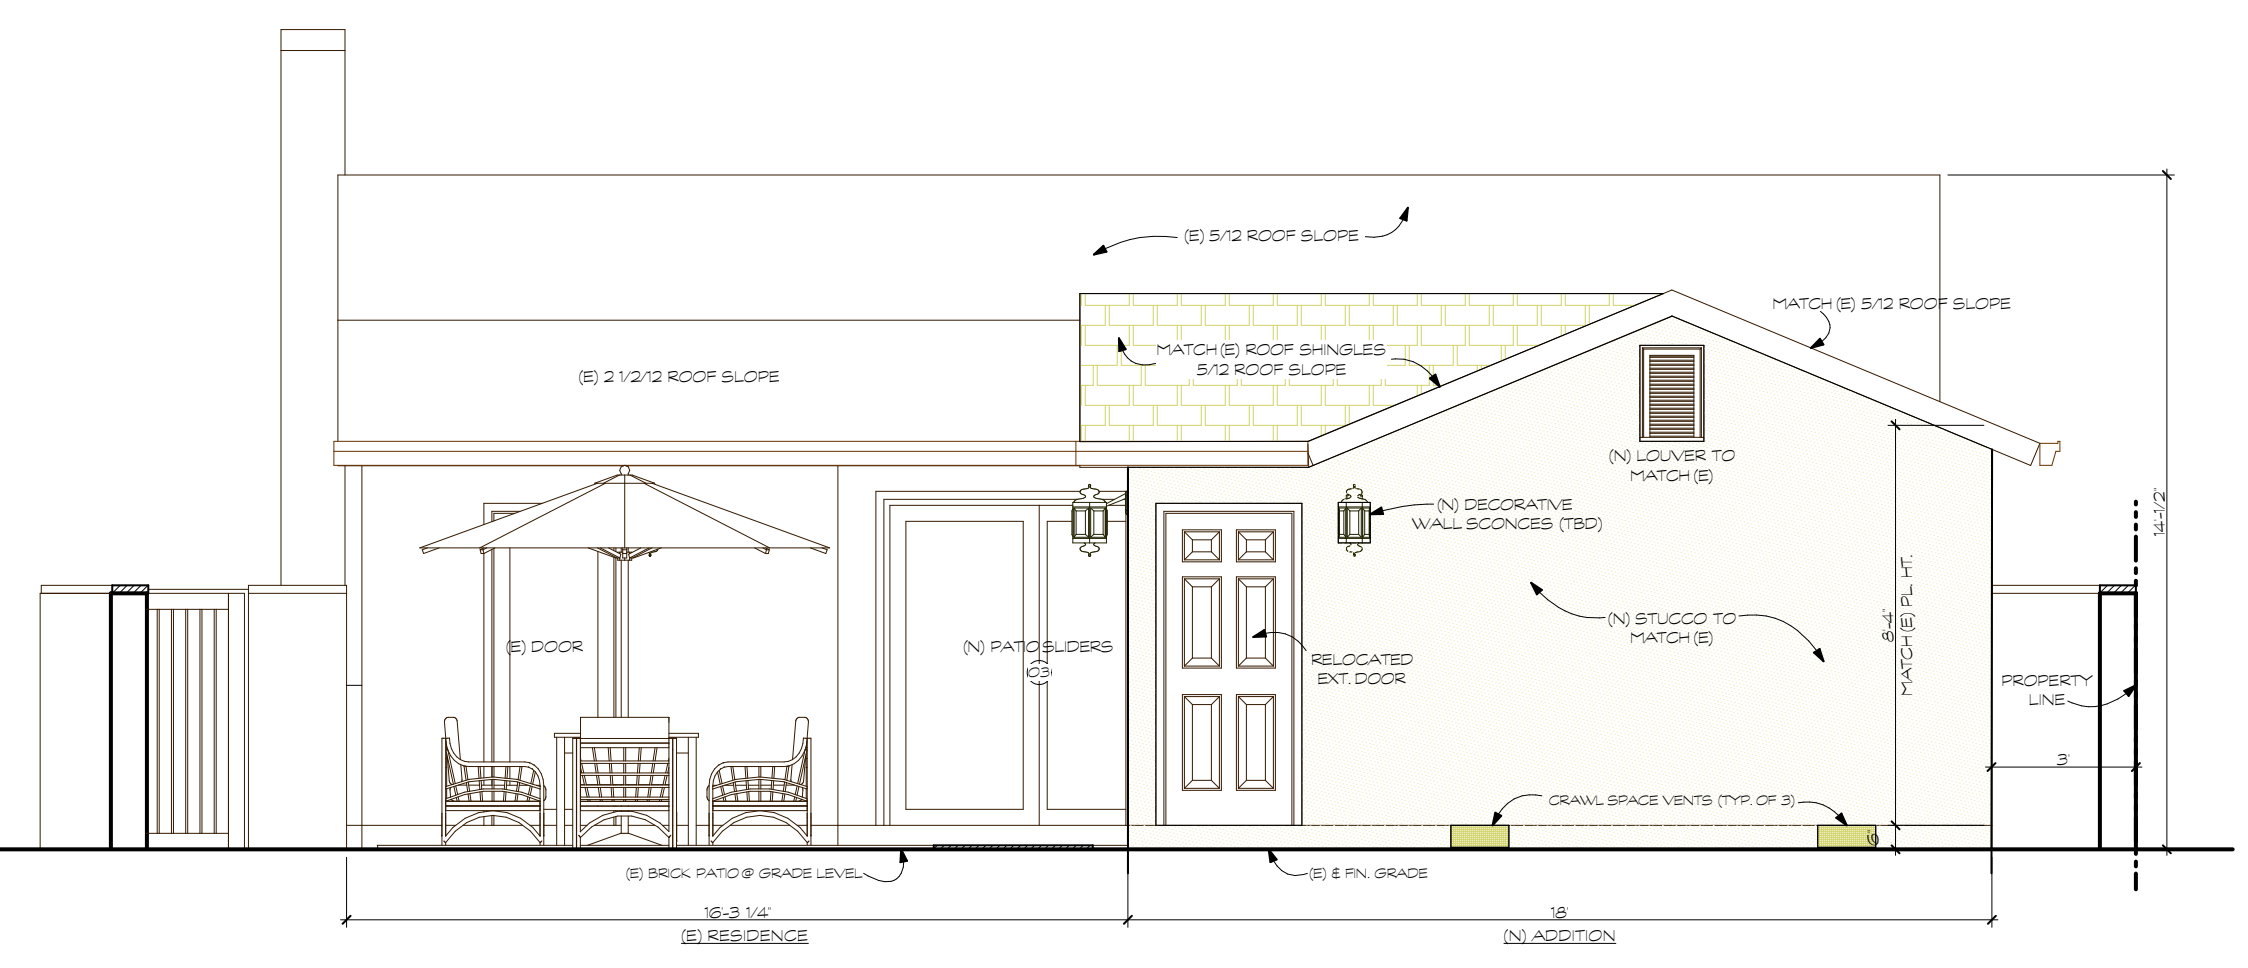 (E) 5/12 ROOF SLOPE
MATCH (E) 5/12 ROOF SLOPE
MATCH (E) ROOF SHINGLES
5/12 ROOF SLOPE
(E) 2 1/2/12 ROOF SLOPE
(N) LOUVER TO
MATCH (E)
(N) DECORATIVE
WALL SCONCES (TBD)
14'-1/2"
(N) STUCCO TO
MATCH (E)
8'-4"
MATCH (E) PL. HT.
(E) DOOR
(N) PATIO SLIDERS
03
RELOCATED
EXT. DOOR
PROPERTY
LINE
3'
CRAWL SPACE VENTS (TYP. OF 3)
6"
(E) BRICK PATIO @ GRADE LEVEL
(E) & FIN. GRADE
16'-3 1/4"
(E) RESIDENCE
18'
(N) ADDITION